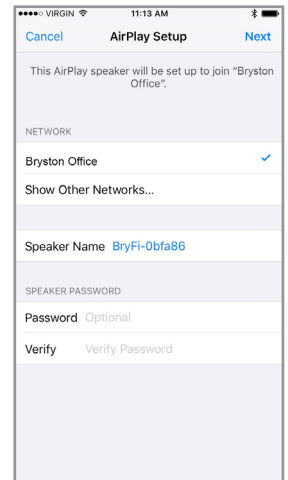 VIRGIN 11:13 AM
Cancel AirPlay Setup Next
This AirPlay speaker will be set up to join “Bryston
Office”.
NETWORK
Bryston Office
Show Other Networks...
Speaker Name BryFi-0bfa86
SPEAKER PASSWORD
Password Optional
Verify Verify Password